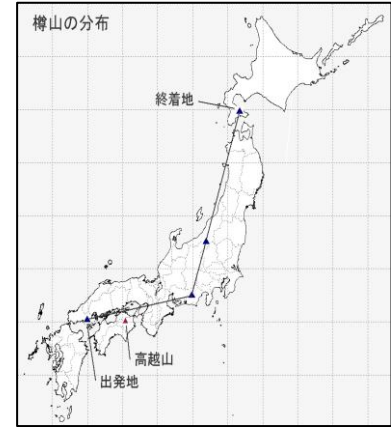 樽山の分布
終着地
高越山
出発地